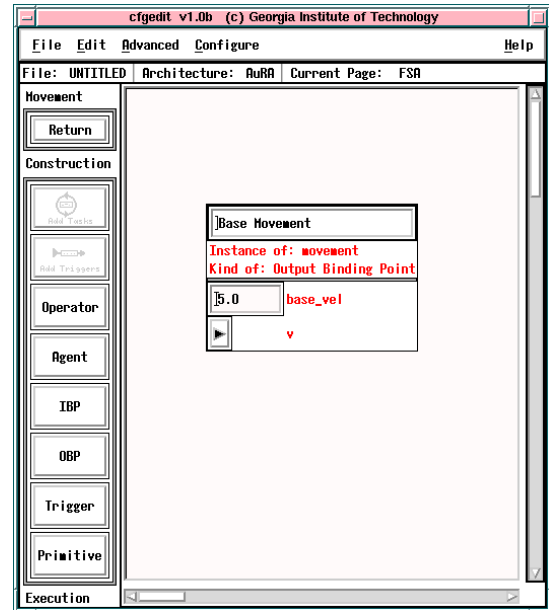 cfgedit v1.0b (c) Georgia Institute of Technology
File Edit Advanced Configure Help
File: UNTITLED Architecture: AuRA Current Page: FSA
Movement
Return
Construction
Add Tasks
Add Triggers
Operator
Agent
IBP
OBP
Trigger
Primitive
Execution
Base Movement
Instance of: movement
Kind of: Output Binding Point
5.0 base_vel
v